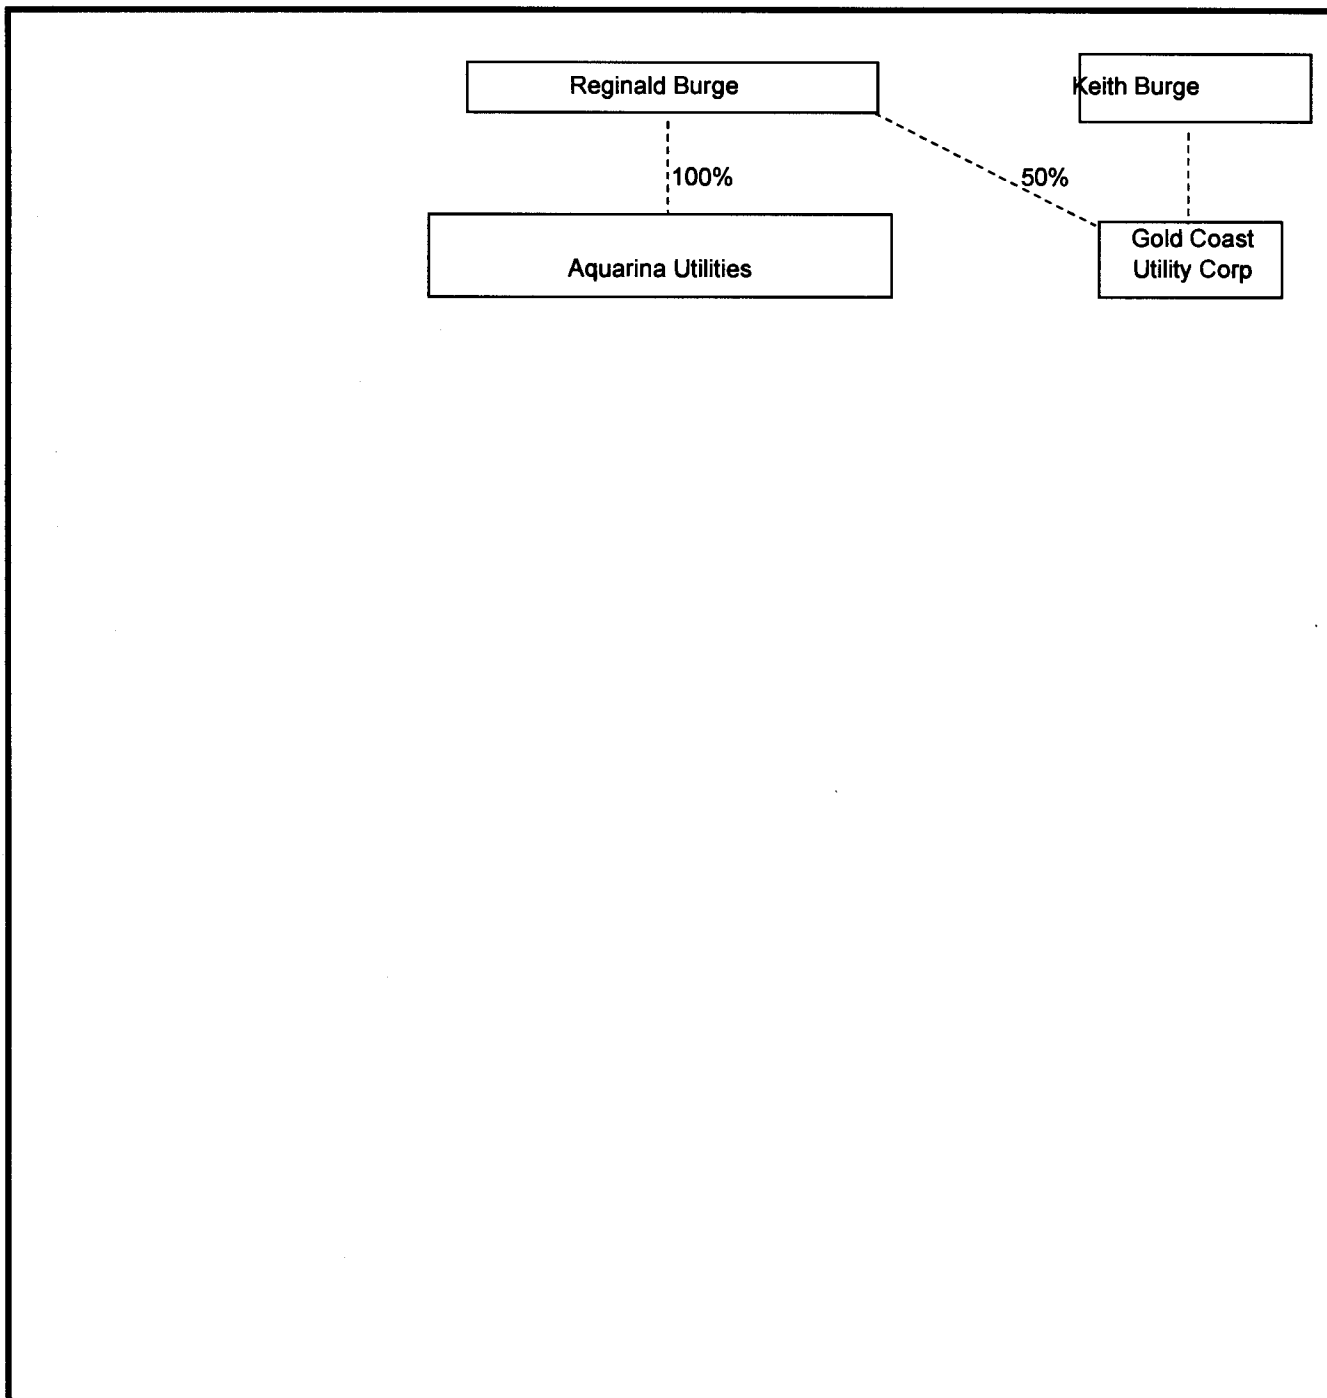 Reginald Burge
Keith Burge
100%
50%
Aquarina Utilities
Gold Coast
Utility Corp